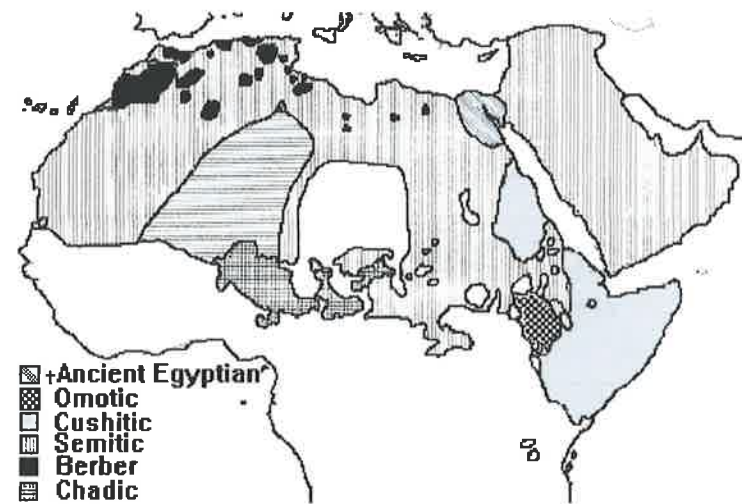 †Ancient Egyptian
Omotic
Cushitic
Semitic
Berber
Chadic